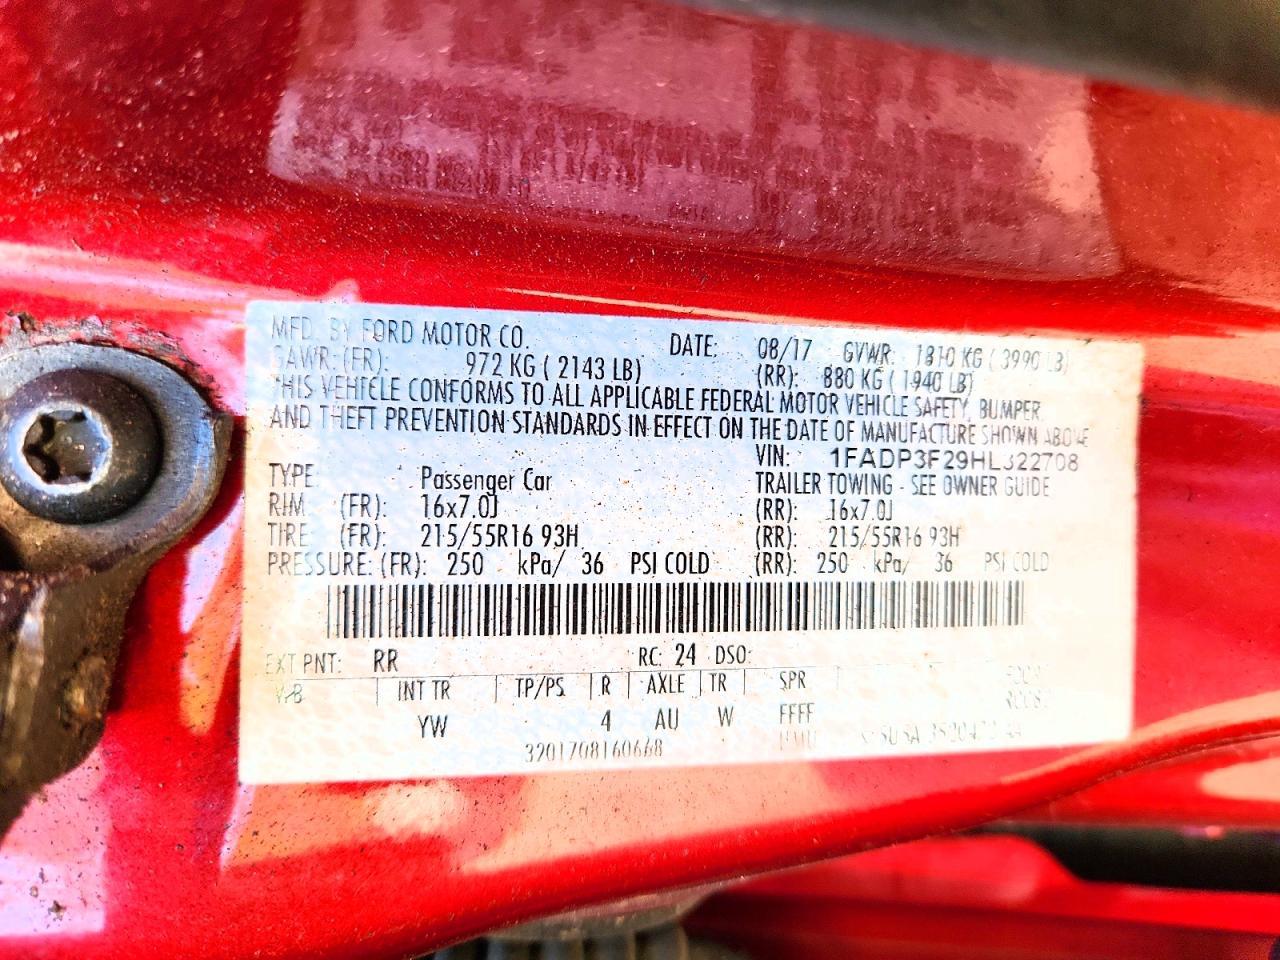 MFD. BY FORD MOTOR CO. DATE: 08/17 GVWR: 1810 KG ( 3990 LB)
GAWR: (FR): 972 KG ( 2143 LB) (RR): 880 KG ( 1940 LB)
THIS VEHICLE CONFORMS TO ALL APPLICABLE FEDERAL MOTOR VEHICLE SAFETY, BUMPER,
AND THEFT PREVENTION STANDARDS IN EFFECT ON THE DATE OF MANUFACTURE SHOWN ABOVE
VIN: 1FADP3F29HL322708
TYPE: Passenger Car TRAILER TOWING - SEE OWNER GUIDE
RIM (FR): 16x7.0J (RR): 16x7.0J
TIRE (FR): 215/55R16 93H (RR): 215/55R16 93H
PRESSURE: (FR): 250 kPa/ 36 PSI COLD (RR): 250 kPa/ 36 PSI COLD
EXT PNT: RR RC: 24 DSO:
INT TR TP/PS R AXLE TR SPR
YW 4 AU W FFFF
3201708160668